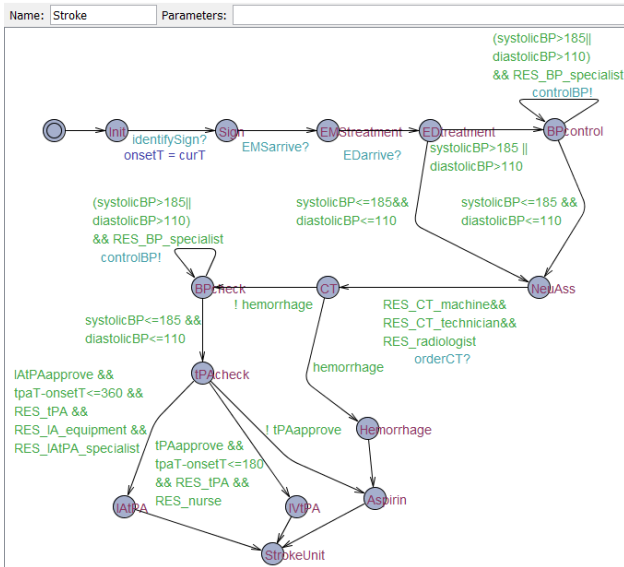 Name: Stroke Parameters:
(systolicBP>185||
diastolicBP>110)
&& RES_BP_specialist
controlBP!
Init
identifySign?
onsetT = curT
Sign
EMSarrive?
EMStreatment
EDarrive?
EDtreatment
systolicBP>185 ||
diastolicBP>110
BPcontrol
systolicBP<=185&&
diastolicBP<=110
systolicBP<=185 &&
diastolicBP<=110
(systolicBP>185||
diastolicBP>110)
&& RES_BP_specialist
controlBP!
BPcheck
! hemorrhage
CT
RES_CT_machine&&
RES_CT_technician&&
RES_radiologist
orderCT?
NeuAss
systolicBP<=185 &&
diastolicBP<=110
hemorrhage
tPAcheck
IAtPAapprove &&
tpaT-onsetT<=360 &&
RES_tPA &&
RES_IA_equipment &&
RES_IAtPA_specialist
tPAapprove &&
tpaT-onsetT<=180
&& RES_tPA &&
RES_nurse
! tPAapprove
Hemorrhage
IAtPA
IVtPA
Aspirin
StrokeUnit